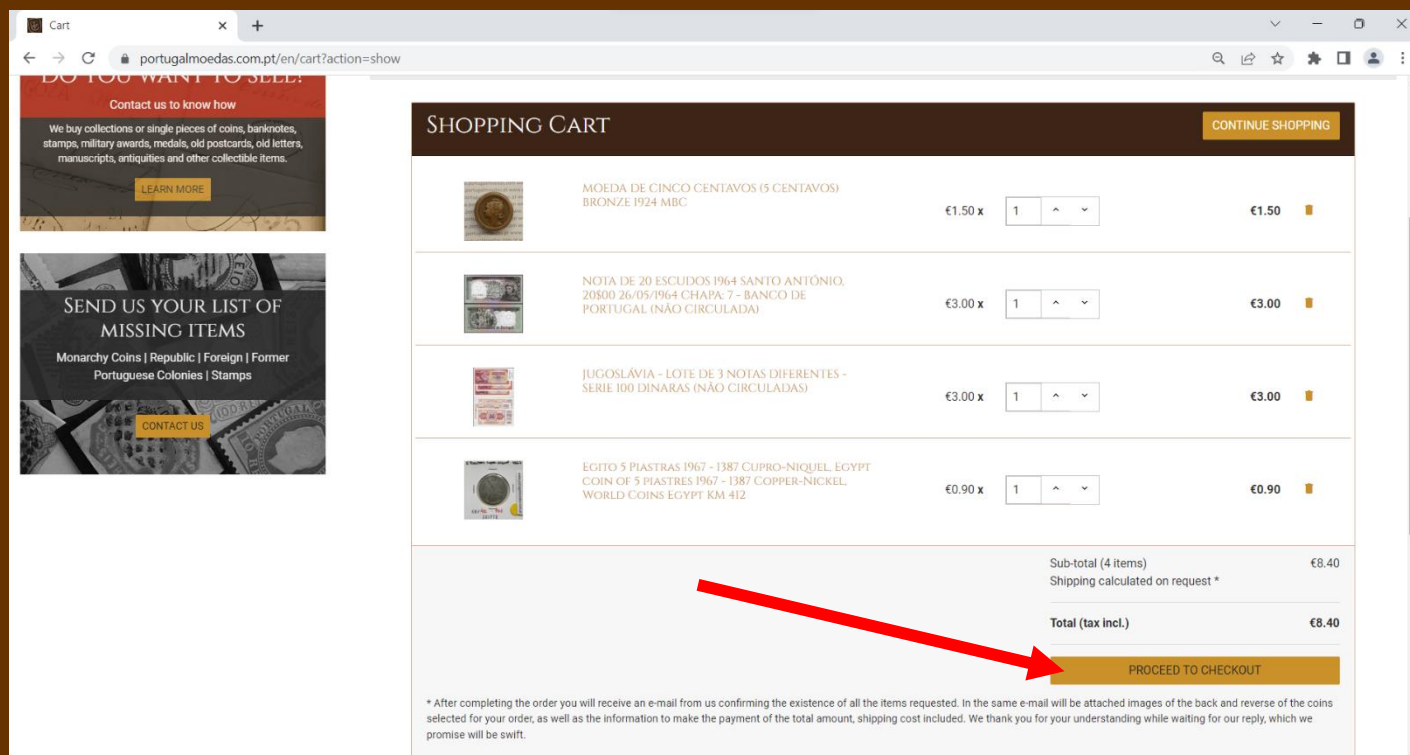 Cart
portugalmoedas.com.pt/en/cart?action=show
DO YOU WANT TO SELL?
Contact us to know how
We buy collections or single pieces of coins, banknotes,
stamps, military awards, medals, old postcards, old letters,
manuscripts, antiquities and other collectible items.
LEARN MORE
SEND US YOUR LIST OF
MISSING ITEMS
Monarchy Coins | Republic | Foreign | Former
Portuguese Colonies | Stamps
CONTACT US
SHOPPING CART
CONTINUE SHOPPING
MOEDA DE CINCO CENTAVOS (5 CENTAVOS)
BRONZE 1924 MBC
€1.50 x 1 €1.50
NOTA DE 20 ESCUDOS 1964 SANTO ANTÓNIO,
20$00 26/05/1964 CHAPA: 7 - BANCO DE
PORTUGAL (NÃO CIRCULADA)
€3.00 x 1 €3.00
JUGOSLÁVIA - LOTE DE 3 NOTAS DIFERENTES -
SERIE 100 DINARAS (NÃO CIRCULADAS)
€3.00 x 1 €3.00
EGITO 5 PIASTRAS 1967 - 1387 CUPRO-NIQUEL, EGYPT
COIN OF 5 PIASTRES 1967 - 1387 COPPER-NICKEL,
WORLD COINS EGYPT KM 412
€0.90 x 1 €0.90
Sub-total (4 items) €8.40
Shipping calculated on request *
Total (tax incl.) €8.40
PROCEED TO CHECKOUT
* After completing the order you will receive an e-mail from us confirming the existence of all the items requested. In the same e-mail will be attached images of the back and reverse of the coins
selected for your order, as well as the information to make the payment of the total amount, shipping cost included. We thank you for your understanding while waiting for our reply, which we
promise will be swift.